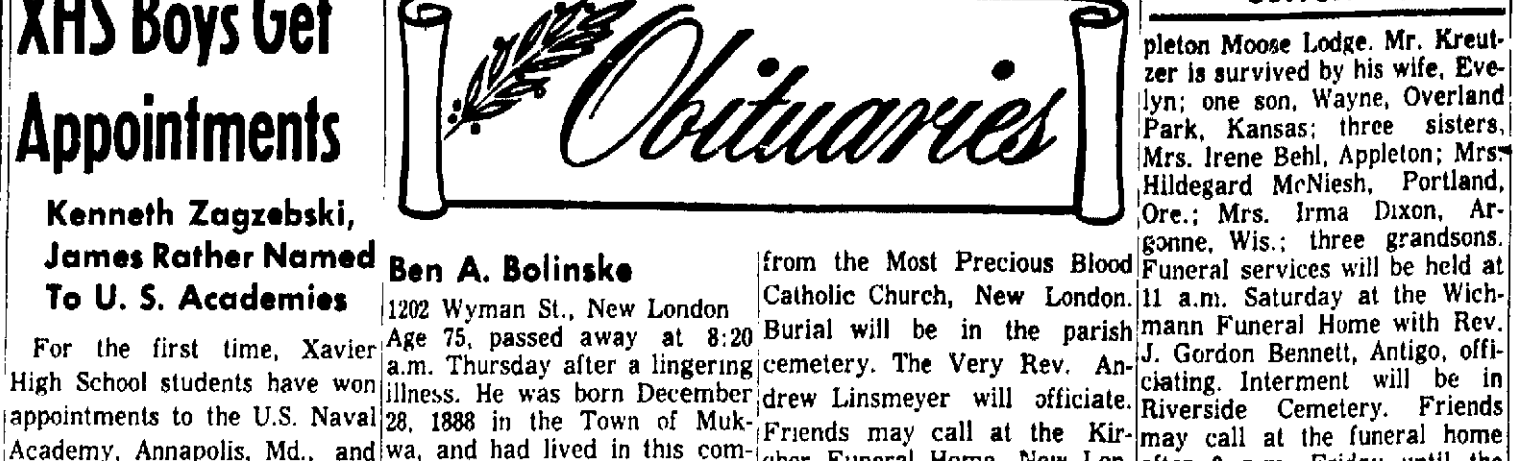 XHS Boys Get
Appointments
Kenneth Zagzebski,
James Rather Named
To U. S. Academies
For the first time, Xavier
High School students have won
appointments to the U.S. Naval
Academy, Annapolis, Md., and
Obituaries
Ben A. Bolinske
1202 Wyman St., New London
Age 75, passed away at 8:20
a.m. Thursday after a lingering
illness. He was born December
28, 1888 in the Town of Muk-
wa, and had lived in this com-
from the Most Precious Blood
Catholic Church, New London.
Burial will be in the parish
cemetery. The Very Rev. An-
drew Linsmeyer will officiate.
Friends may call at the Kir-
Funeral Home, New Lon-
pleton Moose Lodge. Mr. Kreut-
zer is survived by his wife, Eve-
lyn; one son, Wayne, Overland
Park, Kansas; three sisters,
Mrs. Irene Behl, Appleton; Mrs.
Hildegard McNiesh, Portland,
Ore.; Mrs. Irma Dixon, Ar-
gonne, Wis.; three grandsons.
Funeral services will be held at
11 a.m. Saturday at the Wich-
mann Funeral Home with Rev.
J. Gordon Bennett, Antigo, offi-
ciating. Interment will be in
Riverside Cemetery. Friends
may call at the funeral home
p.m. Friday until the